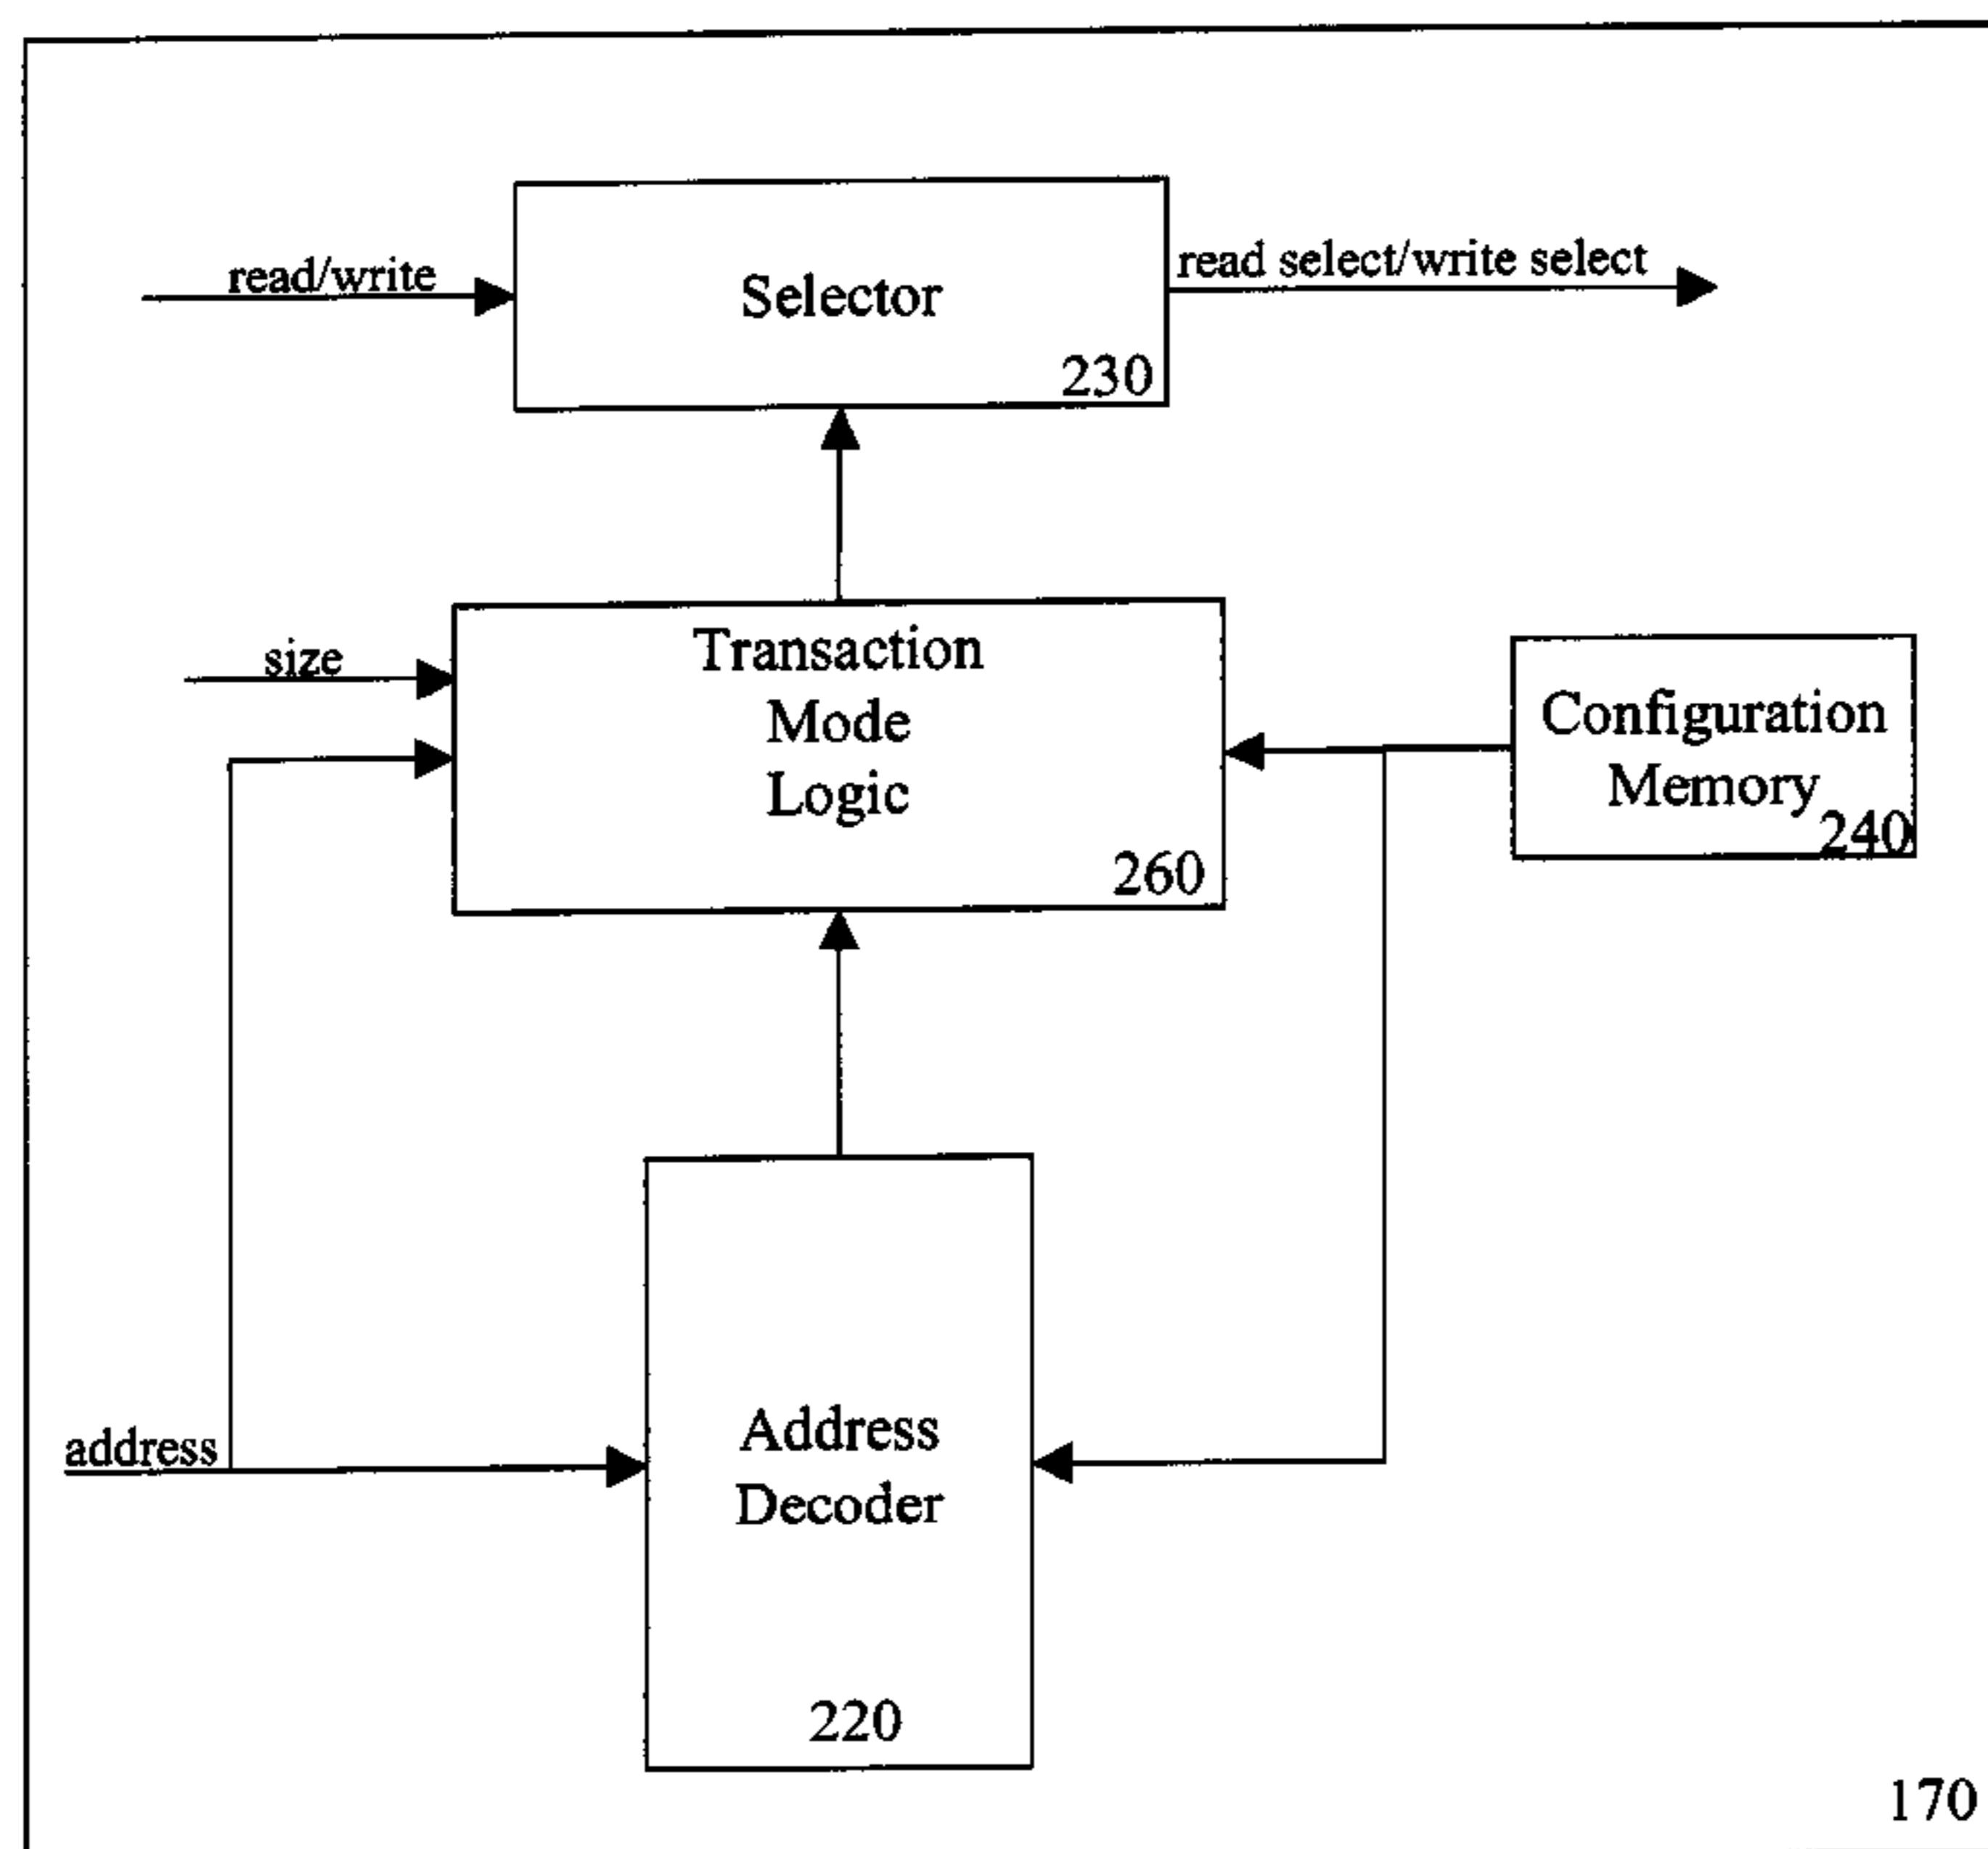 read/write
Selector
230
read select/write select
size
Transaction
Mode
Logic
260
Configuration
Memory
240
address
Address
Decoder
220
170